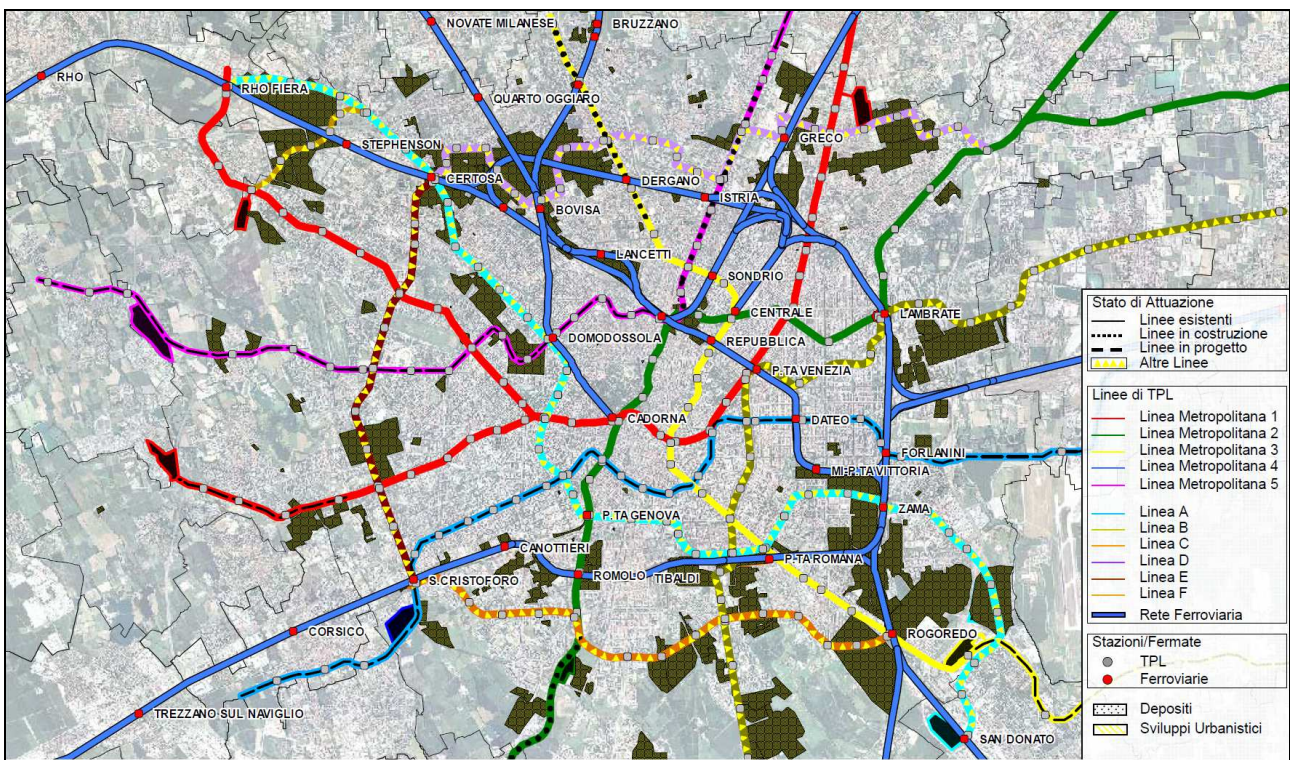 NOVATE MILANESE
BRUZZANO
RHO
RHO FIERA
QUARTO OGGIARO
GRECO
STEPHENSON
CERTOSA
DERGANO
ISTRIA
BOVISA
LANCETTI
SONDRIO
CENTRALE
LAMBRATE
DOMODOSSOLA
REPUBBLICA
P.TA VENEZIA
CADORNA
DATEO
FORLANINI
MI-P.TA VITTORIA
P.TA GENOVA
ZAMA
CANOTTIERI
P.TA ROMANA
S.CRISTOFORO
ROMOLO
TIBALDI
CORSICO
ROGOREDO
TREZZANO SUL NAVIGLIO
SAN DONATO
Stato di Attuazione
Linee esistenti
Linee in costruzione
Linee in progetto
Altre Linee
Linee di TPL
Linea Metropolitana 1
Linea Metropolitana 2
Linea Metropolitana 3
Linea Metropolitana 4
Linea Metropolitana 5
Linea A
Linea B
Linea C
Linea D
Linea E
Linea F
Rete Ferroviaria
Stazioni/Fermate
TPL
Ferroviarie
Depositi
Sviluppi Urbanistici